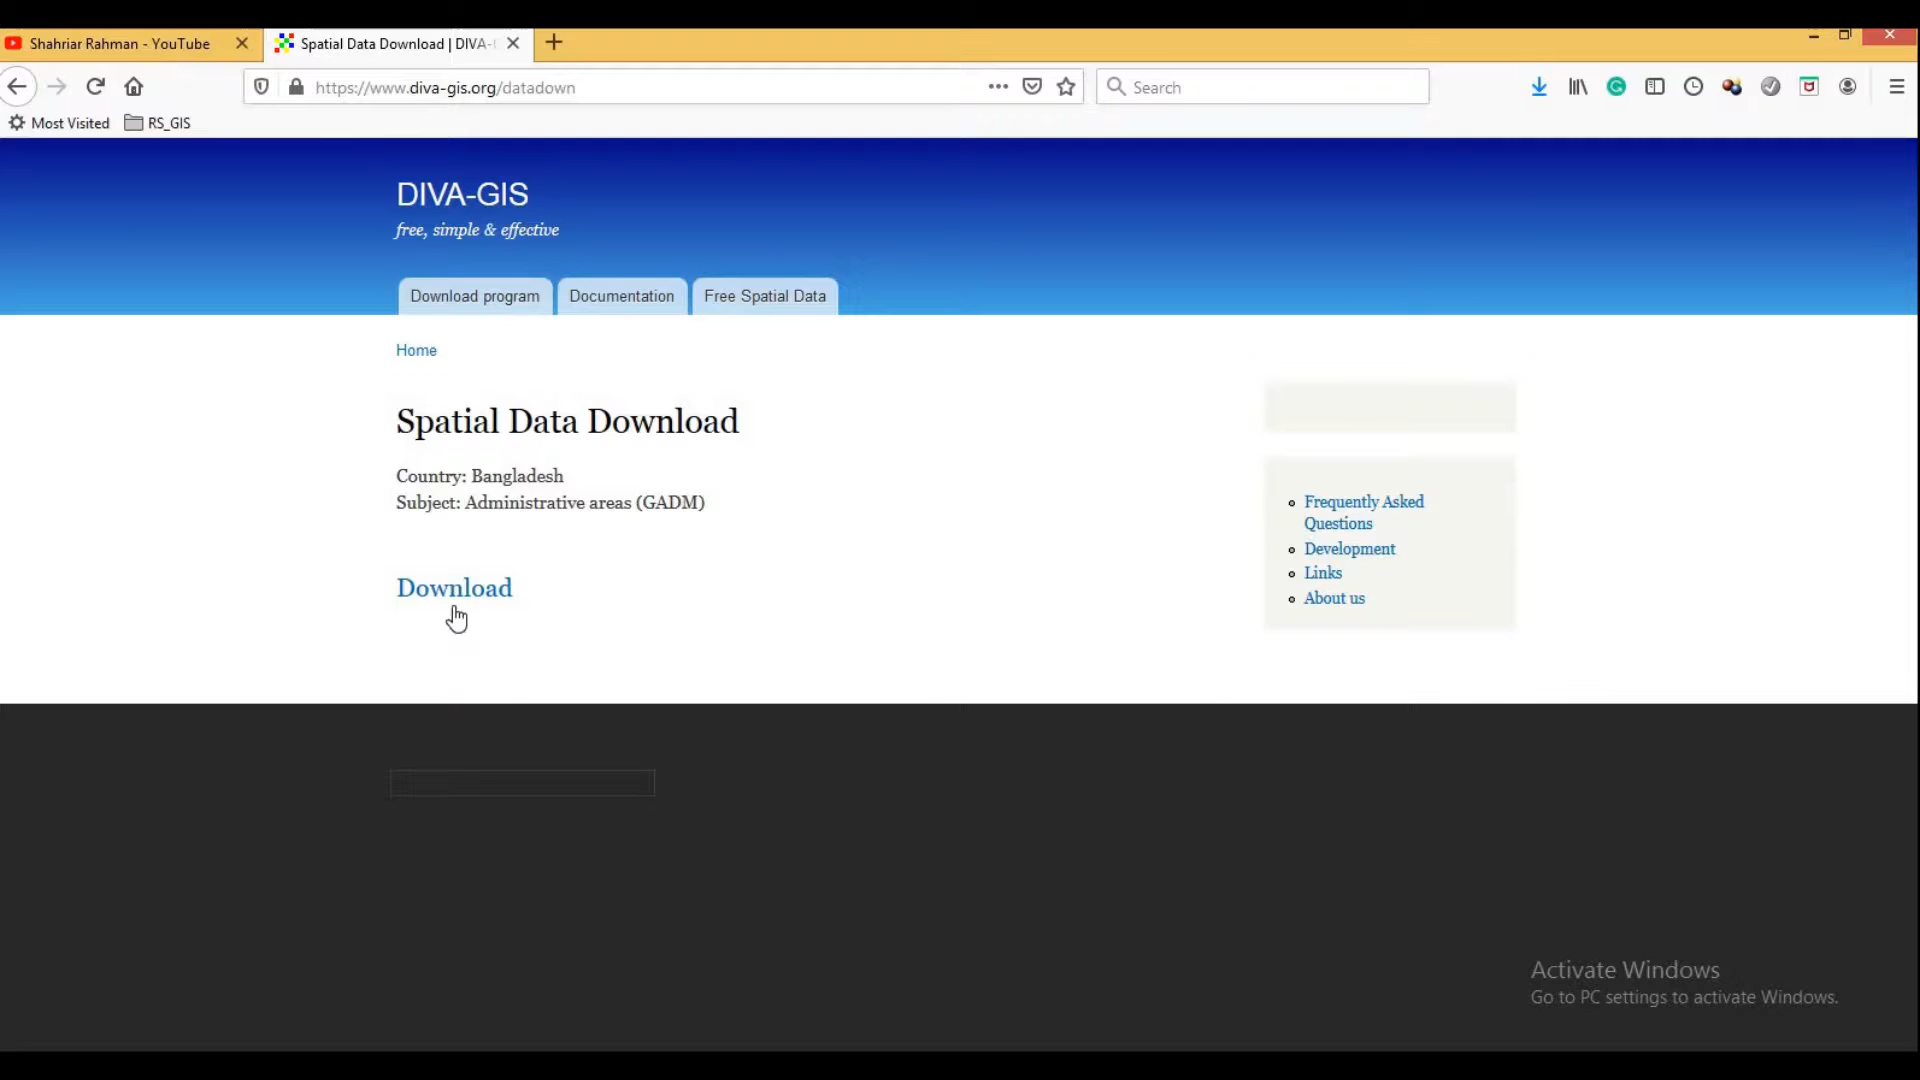 Shahriar Rahman - YouTube
Spatial Data Download | DIVA-
https://www.diva-gis.org/datadown
Search
Most Visited
RS_GIS
DIVA-GIS
free, simple & effective
Download program
Documentation
Free Spatial Data
Home
Spatial Data Download
Country: Bangladesh
Subject: Administrative areas (GADM)
Download
Frequently Asked
Questions
Development
Links
About us
Activate Windows
Go to PC settings to activate Windows.